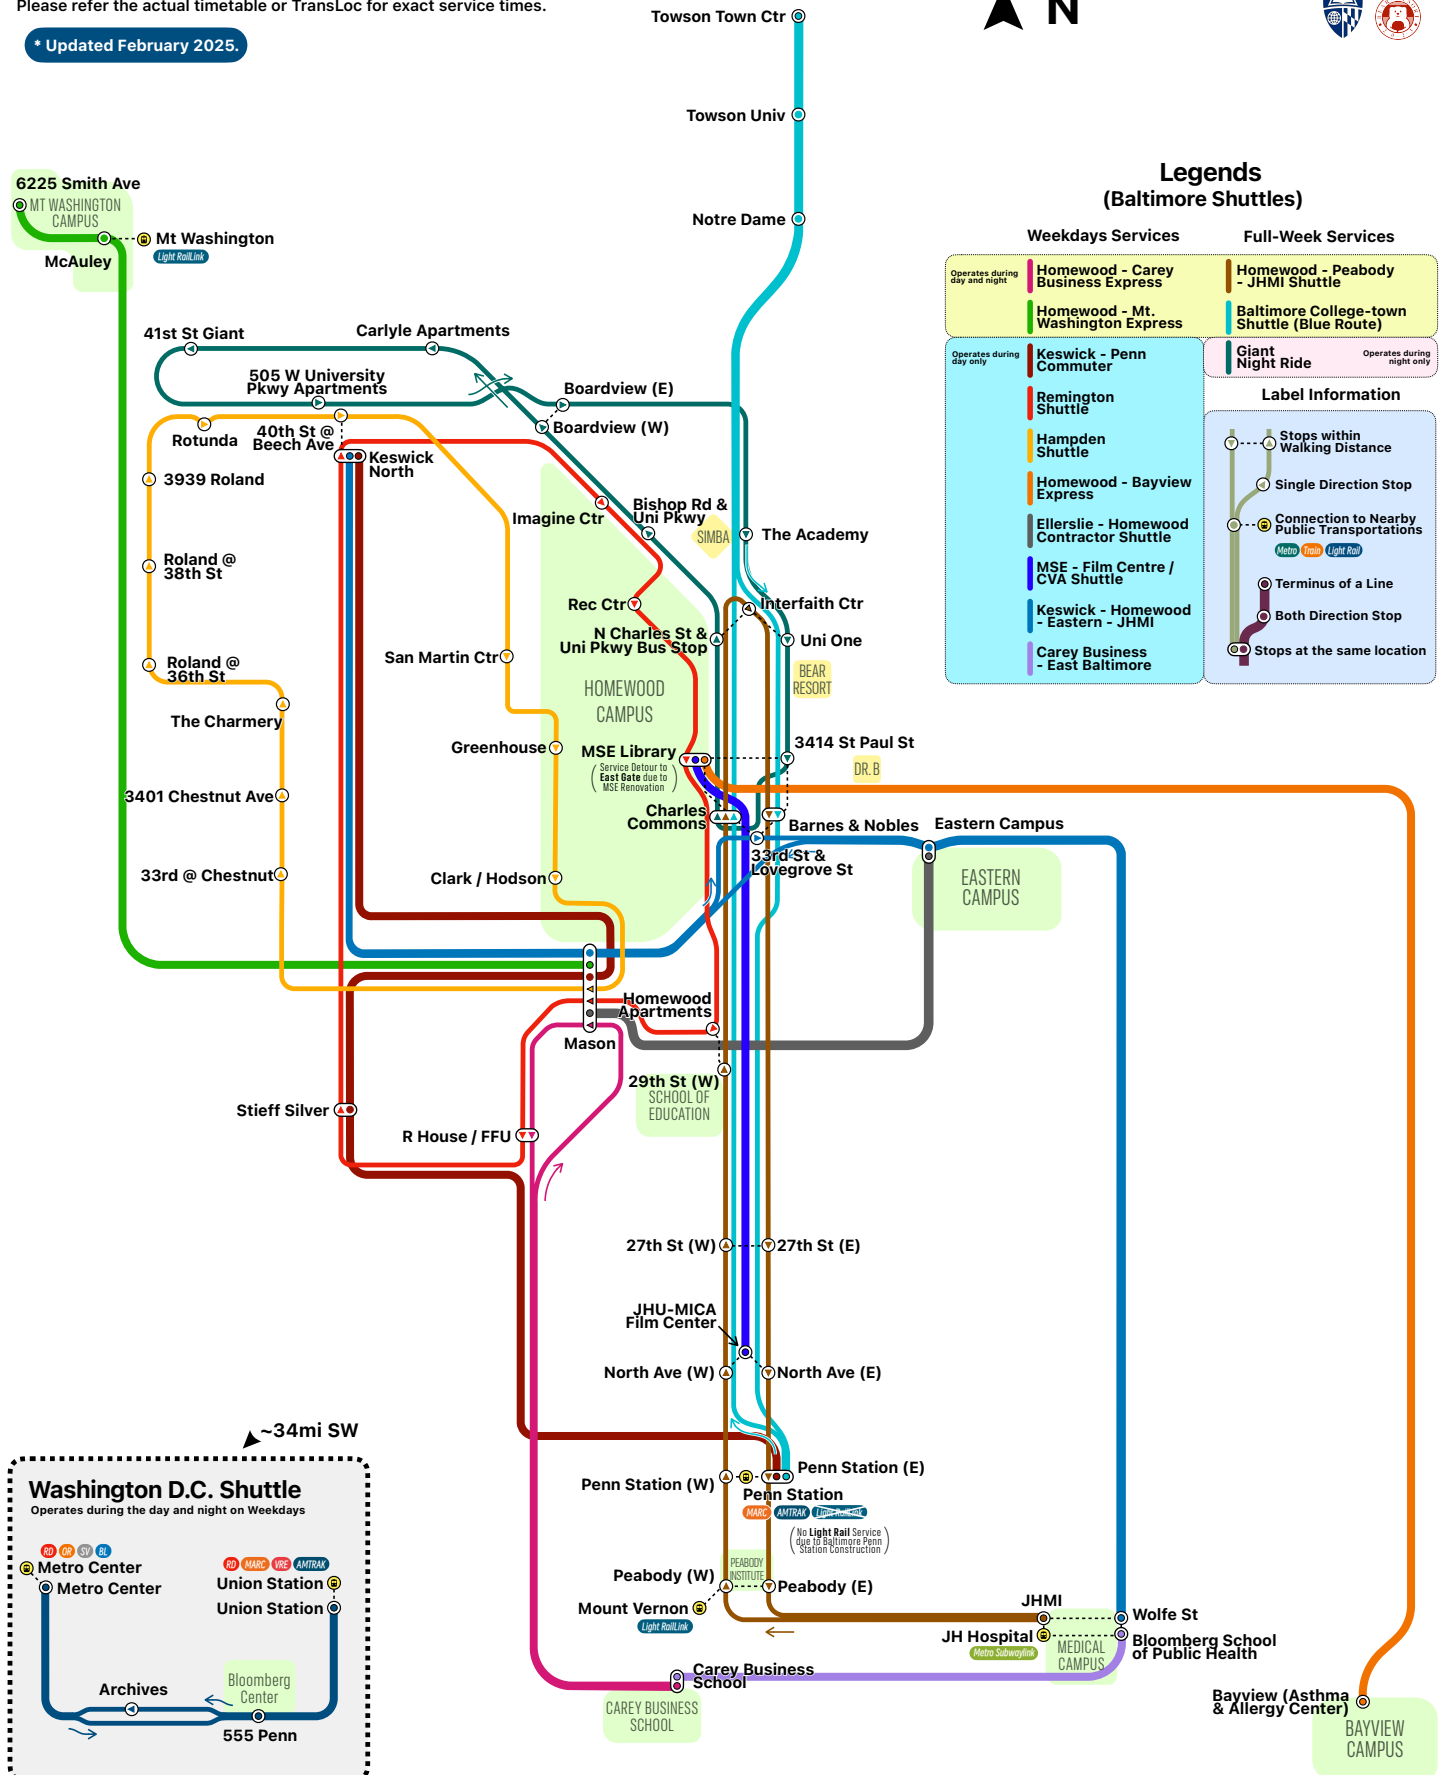 Please refer the actual timetable or TransLoc for exact service times.
* Updated February 2025.
N
Towson Town Ctr
Towson Univ
Notre Dame
6225 Smith Ave
MT WASHINGTON
CAMPUS
Mt Washington
Light RailLink
McAuley
Legends
(Baltimore Shuttles)
Weekdays Services
Full-Week Services
Operates during
day and night
Homewood - Carey
Business Express
Homewood - Mt.
Washington Express
Homewood - Peabody
- JHMI Shuttle
Baltimore College-town
Shuttle (Blue Route)
Operates during
day only
Keswick - Penn
Commuter
Remington
Shuttle
Hampden
Shuttle
Homewood - Bayview
Express
Ellerslie - Homewood
Contractor Shuttle
MSE - Film Centre /
CVA Shuttle
Keswick - Homewood
- Eastern - JHMI
Carey Business
- East Baltimore
Giant
Night Ride
Operates during
night only
Label Information
Stops within
Walking Distance
Single Direction Stop
Connection to Nearby
Public Transportations
Metro
Train
Light Rail
Terminus of a Line
Both Direction Stop
Stops at the same location
41st St Giant
Carlyle Apartments
505 W University
Pkwy Apartments
Boardview (E)
Boardview (W)
Rotunda
40th St @
Beech Ave
Keswick
North
3939 Roland
Imagine Ctr
Bishop Rd &
Uni Pkwy
SIMBA
The Academy
Roland @
38th St
Rec Ctr
Interfaith Ctr
N Charles St &
Uni Pkwy Bus Stop
Uni One
San Martin Ctr
Roland @
36th St
BEAR
RESORT
HOMEWOOD
CAMPUS
The Charmery
Greenhouse
MSE Library
Service Detour to
East Gate due to
MSE Renovation
3414 St Paul St
DR. B
3401 Chestnut Ave
Charles
Commons
Barnes & Nobles
Eastern Campus
33rd St &
Lovegrove St
33rd @ Chestnut
Clark / Hodson
EASTERN
CAMPUS
Homewood
Apartments
Mason
29th St (W)
SCHOOL OF
EDUCATION
Stieff Silver
R House / FFU
27th St (W)
27th St (E)
JHU-MICA
Film Center
North Ave (W)
North Ave (E)
Penn Station (W)
Penn Station (E)
Penn Station
MARC
AMTRAK
Light RailLink
No Light Rail Service
due to Baltimore Penn
Station Construction
PEABODY
INSTITUTE
Peabody (W)
Peabody (E)
Mount Vernon
Light RailLink
JHMI
Wolfe St
JH Hospital
Metro Subwaylink
MEDICAL
CAMPUS
Bloomberg School
of Public Health
Carey Business
School
CAREY BUSINESS
SCHOOL
Bayview (Asthma
& Allergy Center)
BAYVIEW
CAMPUS
~34mi SW
Washington D.C. Shuttle
Operates during the day and night on Weekdays
RD OR SV BL
Metro Center
Metro Center
RD MARC VRE AMTRAK
Union Station
Union Station
Archives
Bloomberg
Center
555 Penn